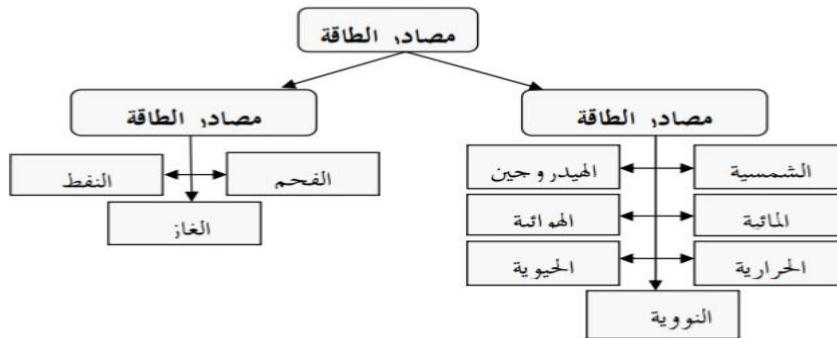 مصادر الطاقة
مصادر الطاقة
مصادر الطاقة
الشمسية
الهيدروجين
المائية
الهوائية
الحرارية
الحيوية
النووية
الفحم
النفط
الغاز